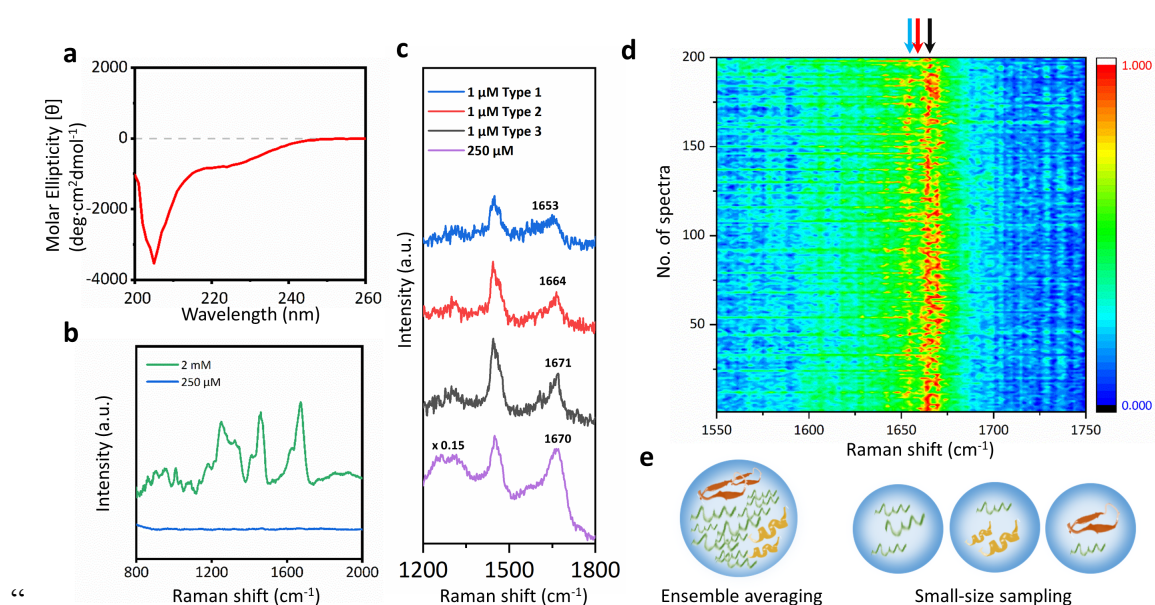 a
2000
0
-2000
-4000
200
220
240
260
Molar Ellipticity [θ]
(deg·cm²dmol⁻¹)
Wavelength (nm)
b
2 mM
250 µM
Intensity (a.u.)
800
1200
1600
2000
Raman shift (cm⁻¹)
c
1 µM Type 1
1 µM Type 2
1 µM Type 3
250 µM
1653
1664
1671
x 0.15
1670
Intensity (a.u.)
1200
1500
1800
Raman shift (cm⁻¹)
d
200
150
100
50
No. of spectra
1550
1600
1650
1700
1750
Raman shift (cm⁻¹)
1.000
0.000
e
Ensemble averaging
Small-size sampling
“